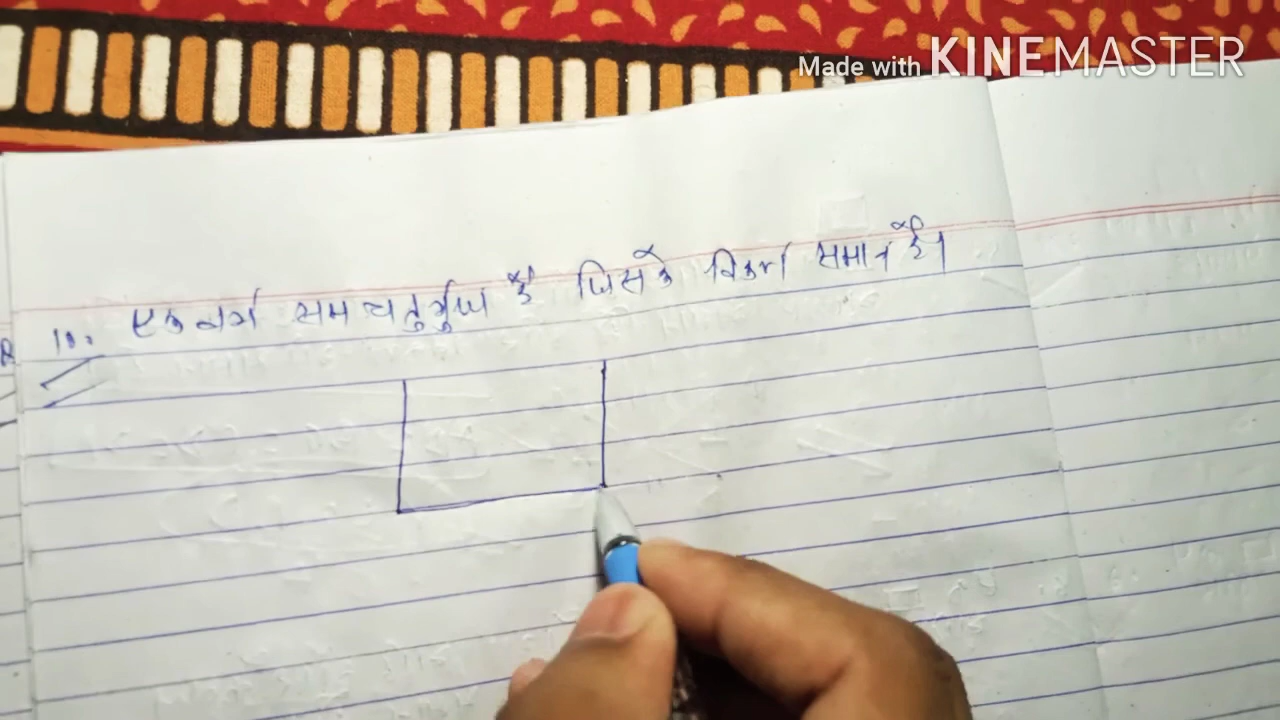 Made with KINEMASTER
10. एक वर्ग समचतुर्भुज है जिसके विकर्ण समान है।